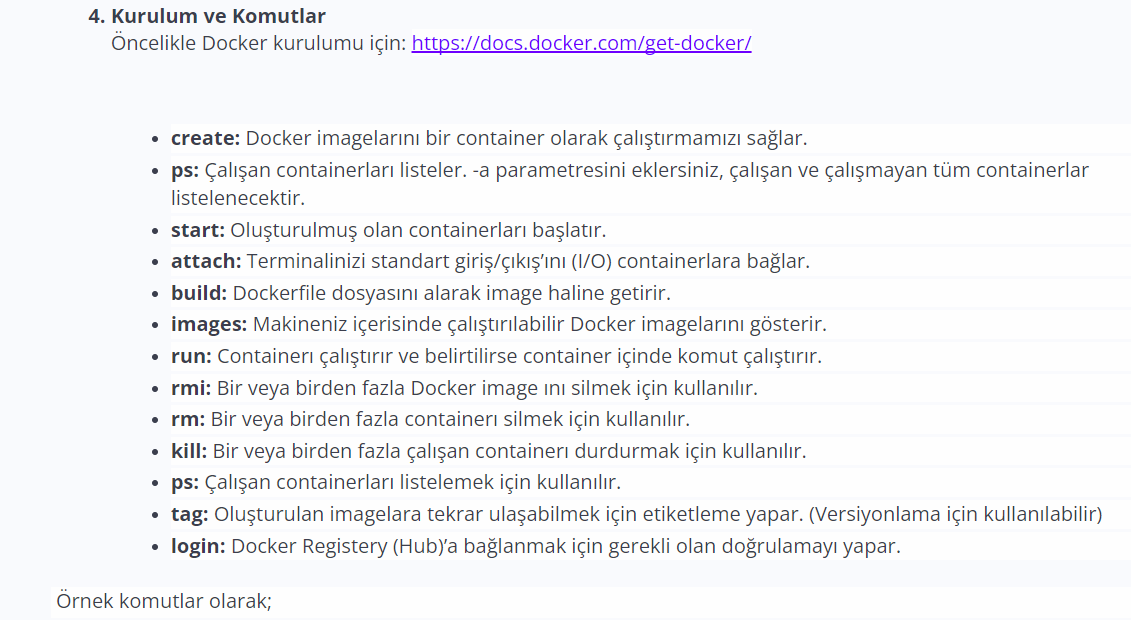 4. Kurulum ve Komutlar
Öncelikle Docker kurulumu için: https://docs.docker.com/get-docker/
• create: Docker imagelarını bir container olarak çalıştırmamızı sağlar.
• ps: Çalışan containerları listeler. -a parametresini eklersiniz, çalışan ve çalışmayan tüm containerlar
listelenecektir.
• start: Oluşturulmuş olan containerları başlatır.
• attach: Terminalinizi standart giriş/çıkış’ını (I/O) containerlara bağlar.
• build: Dockerfile dosyasını alarak image haline getirir.
• images: Makineniz içerisinde çalıştırılabilir Docker imagelarını gösterir.
• run: Containerı çalıştırır ve belirtilirse container içinde komut çalıştırır.
• rmi: Bir veya birden fazla Docker image ını silmek için kullanılır.
• rm: Bir veya birden fazla containerı silmek için kullanılır.
• kill: Bir veya birden fazla çalışan containerı durdurmak için kullanılır.
• ps: Çalışan containerları listelemek için kullanılır.
• tag: Oluşturulan imagelara tekrar ulaşabilmek için etiketleme yapar. (Versiyonlama için kullanılabilir)
• login: Docker Registery (Hub)’a bağlanmak için gerekli olan doğrulamayı yapar.
Örnek komutlar olarak;